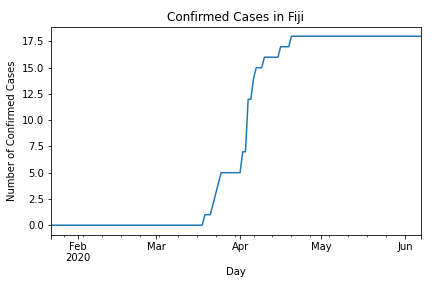 Confirmed Cases in Fiji
17.5
15.0
12.5
10.0
7.5
5.0
2.5
0.0
Number of Confirmed Cases
Feb Mar Apr May Jun
2020
Day